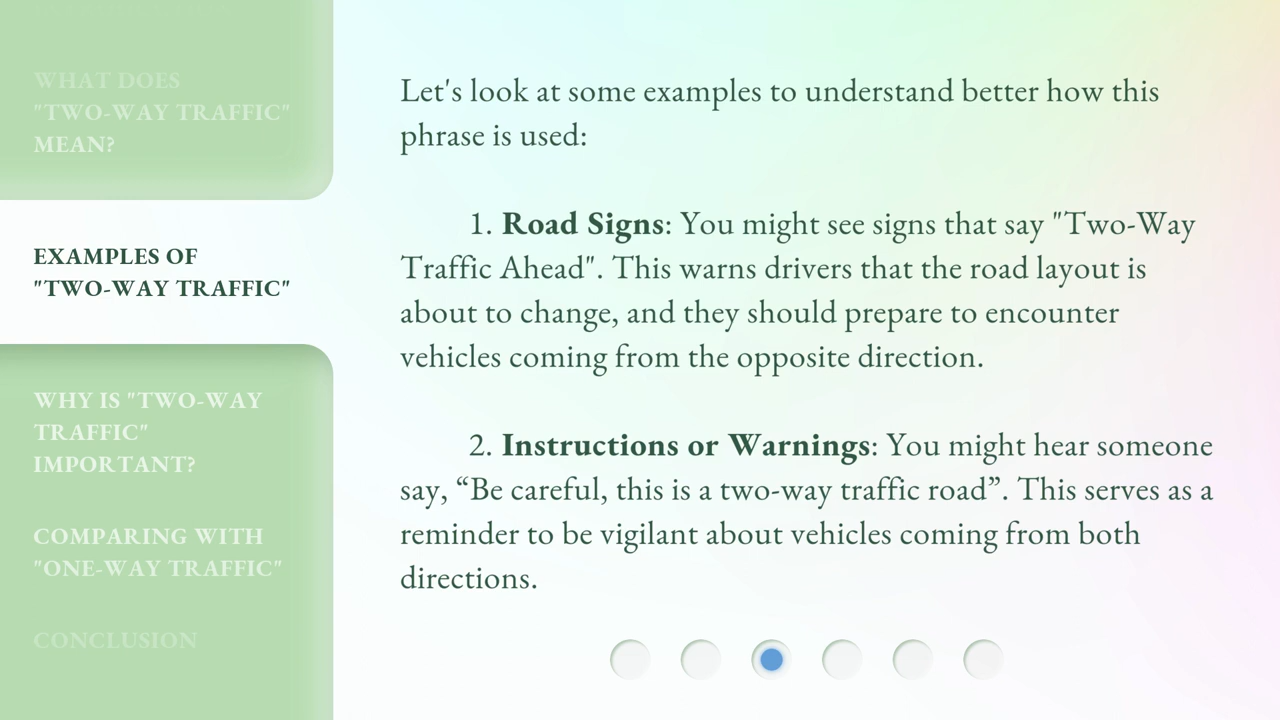 WHAT DOES
"TWO-WAY TRAFFIC"
MEAN?
EXAMPLES OF
"TWO-WAY TRAFFIC"
WHY IS "TWO-WAY
TRAFFIC"
IMPORTANT?
COMPARING WITH
"ONE-WAY TRAFFIC"
CONCLUSION
Let's look at some examples to understand better how this
phrase is used:
1. Road Signs: You might see signs that say "Two-Way
Traffic Ahead". This warns drivers that the road layout is
about to change, and they should prepare to encounter
vehicles coming from the opposite direction.
2. Instructions or Warnings: You might hear someone
say, “Be careful, this is a two-way traffic road”. This serves as a
reminder to be vigilant about vehicles coming from both
directions.